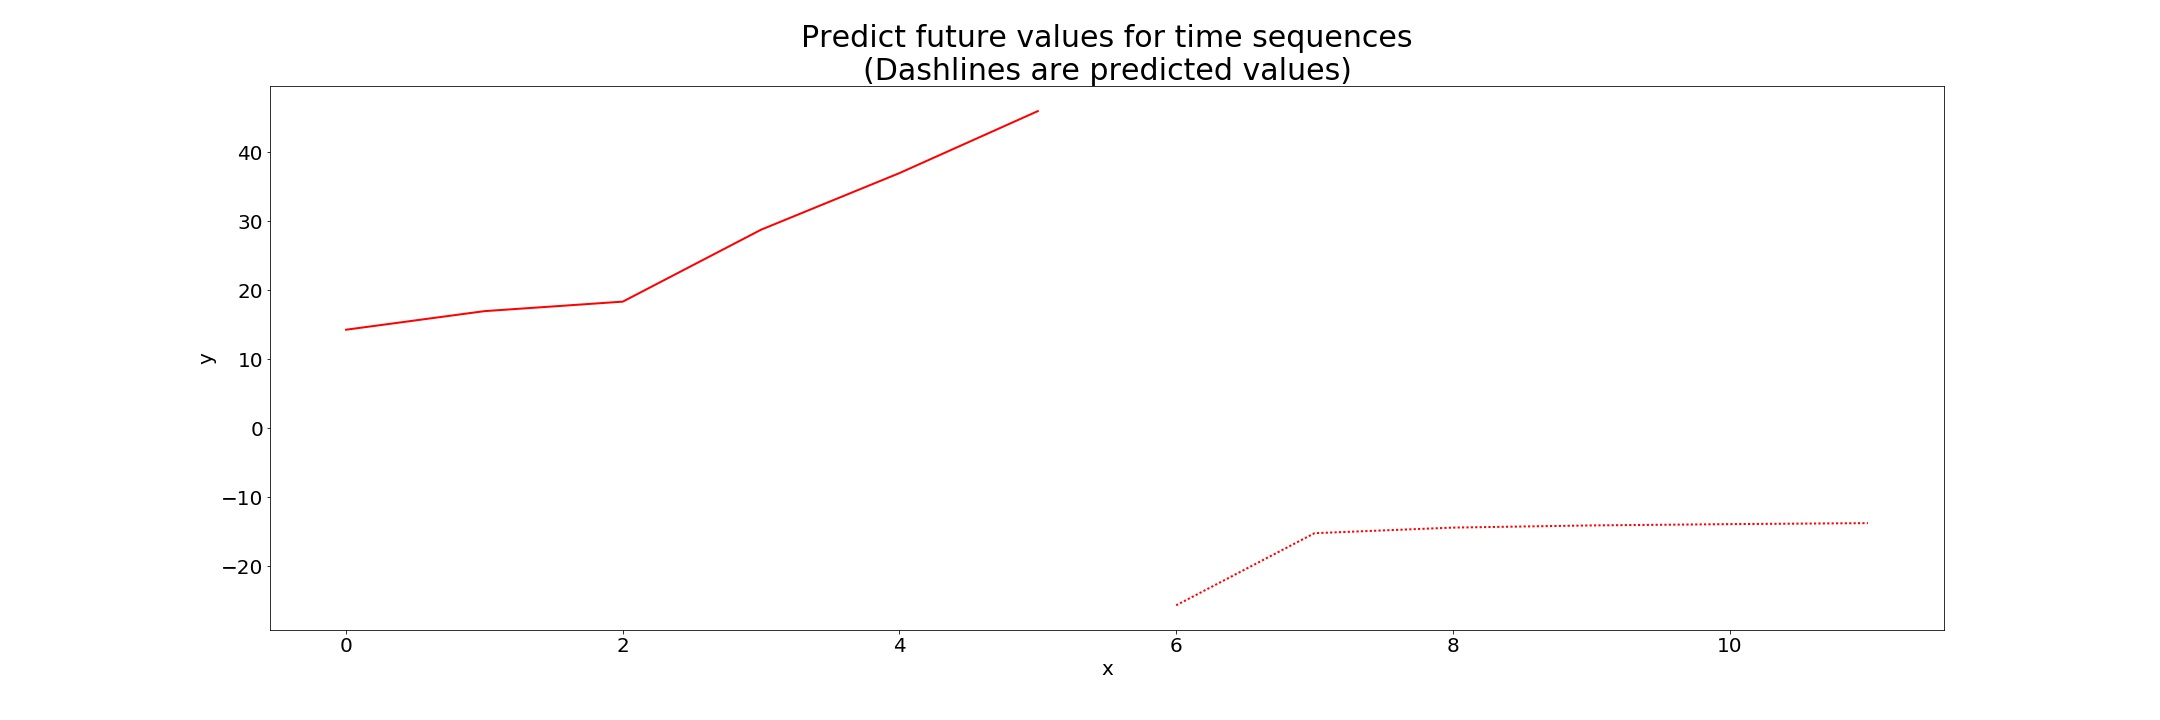 Predict future values for time sequences
(Dashlines are predicted values)
40
30
20
10
0
−10
−20
y
0 2 4 6 8 10
x